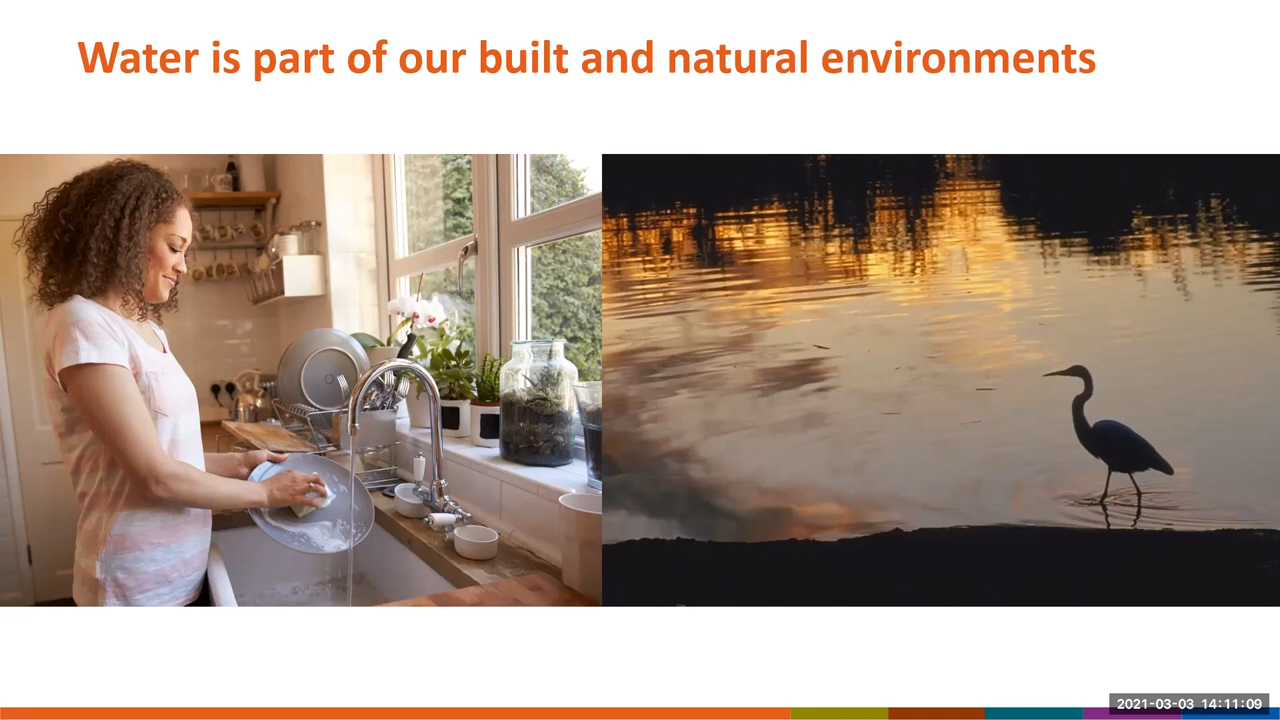 Water is part of our built and natural environments
2021-03-03 14:11:09